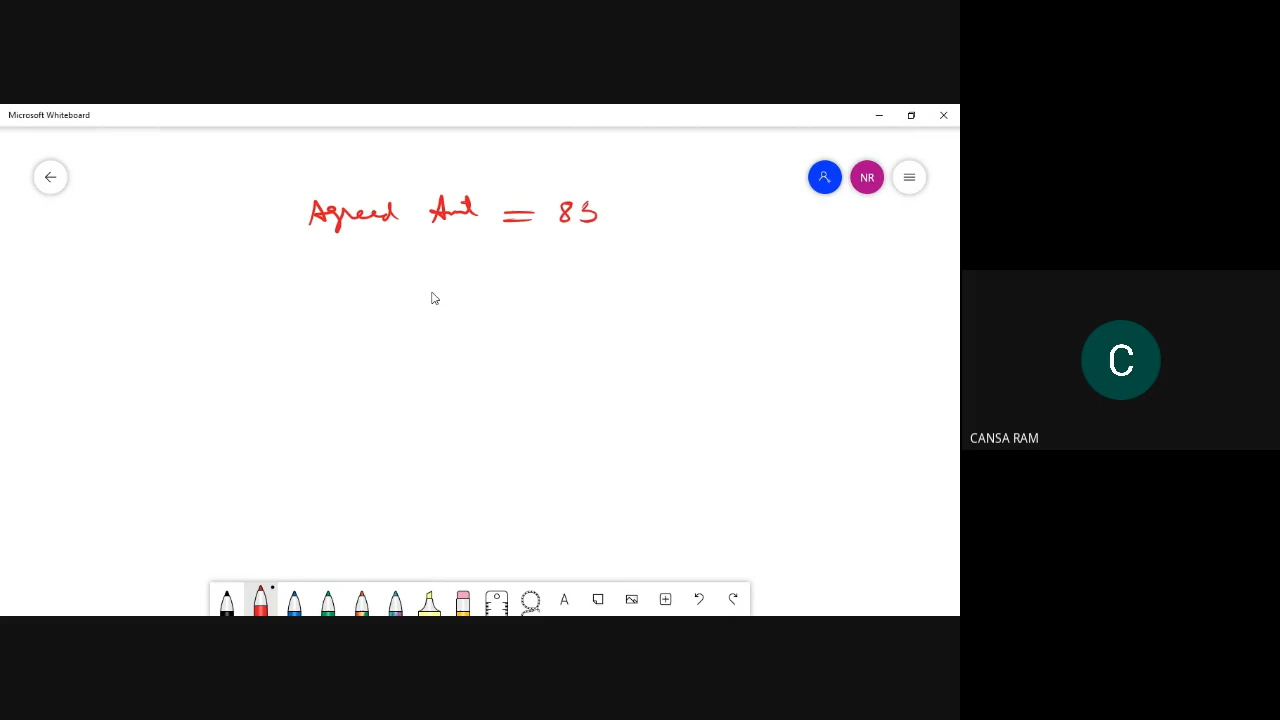 Microsoft Whiteboard
NR
Agreed Amt = 85
C
CANSA RAM
A